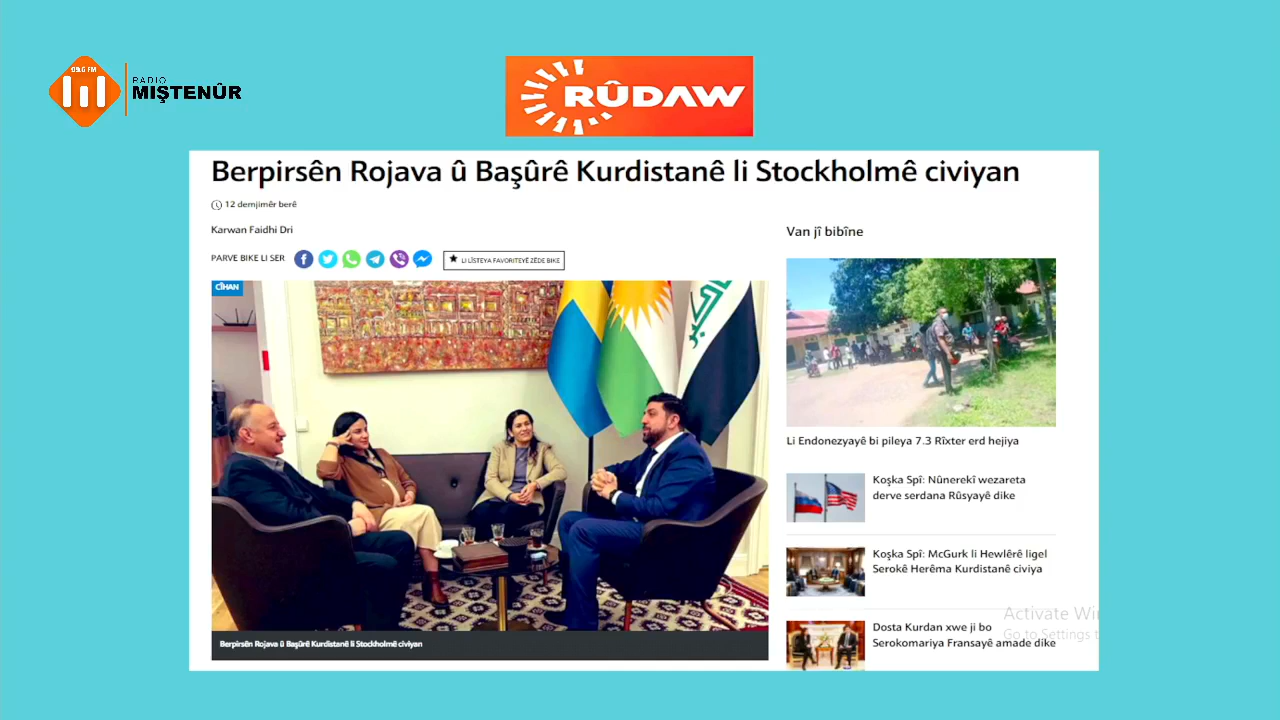 99.6 FM
RADIO
MIŞTENÛR
RÛDAW
Berpirsên Rojava û Başûrê Kurdistanê li Stockholmê civiyan
12 demjimêr berê
Karwan Faidhi Dri
PARVE BIKE LI SER
LI LÎSTEYA FAVORITEYÊ ZÊDE BIKE
CÎHAN
Berpirsên Rojava û Başûrê Kurdistanê li Stockholmê civiyan
Van jî bibîne
Li Endonezyayê bi pileya 7.3 Rîxter erd hejiya
Koşka Spî: Nûnerekî wezareta
derve serdana Rûsyayê dike
Koşka Spî: McGurk li Hewlêrê ligel
Serokê Herêma Kurdistanê civiya
Dosta Kurdan xwe ji bo
Serokomariya Fransayê amade dike
Activate Win
Go to Settings t